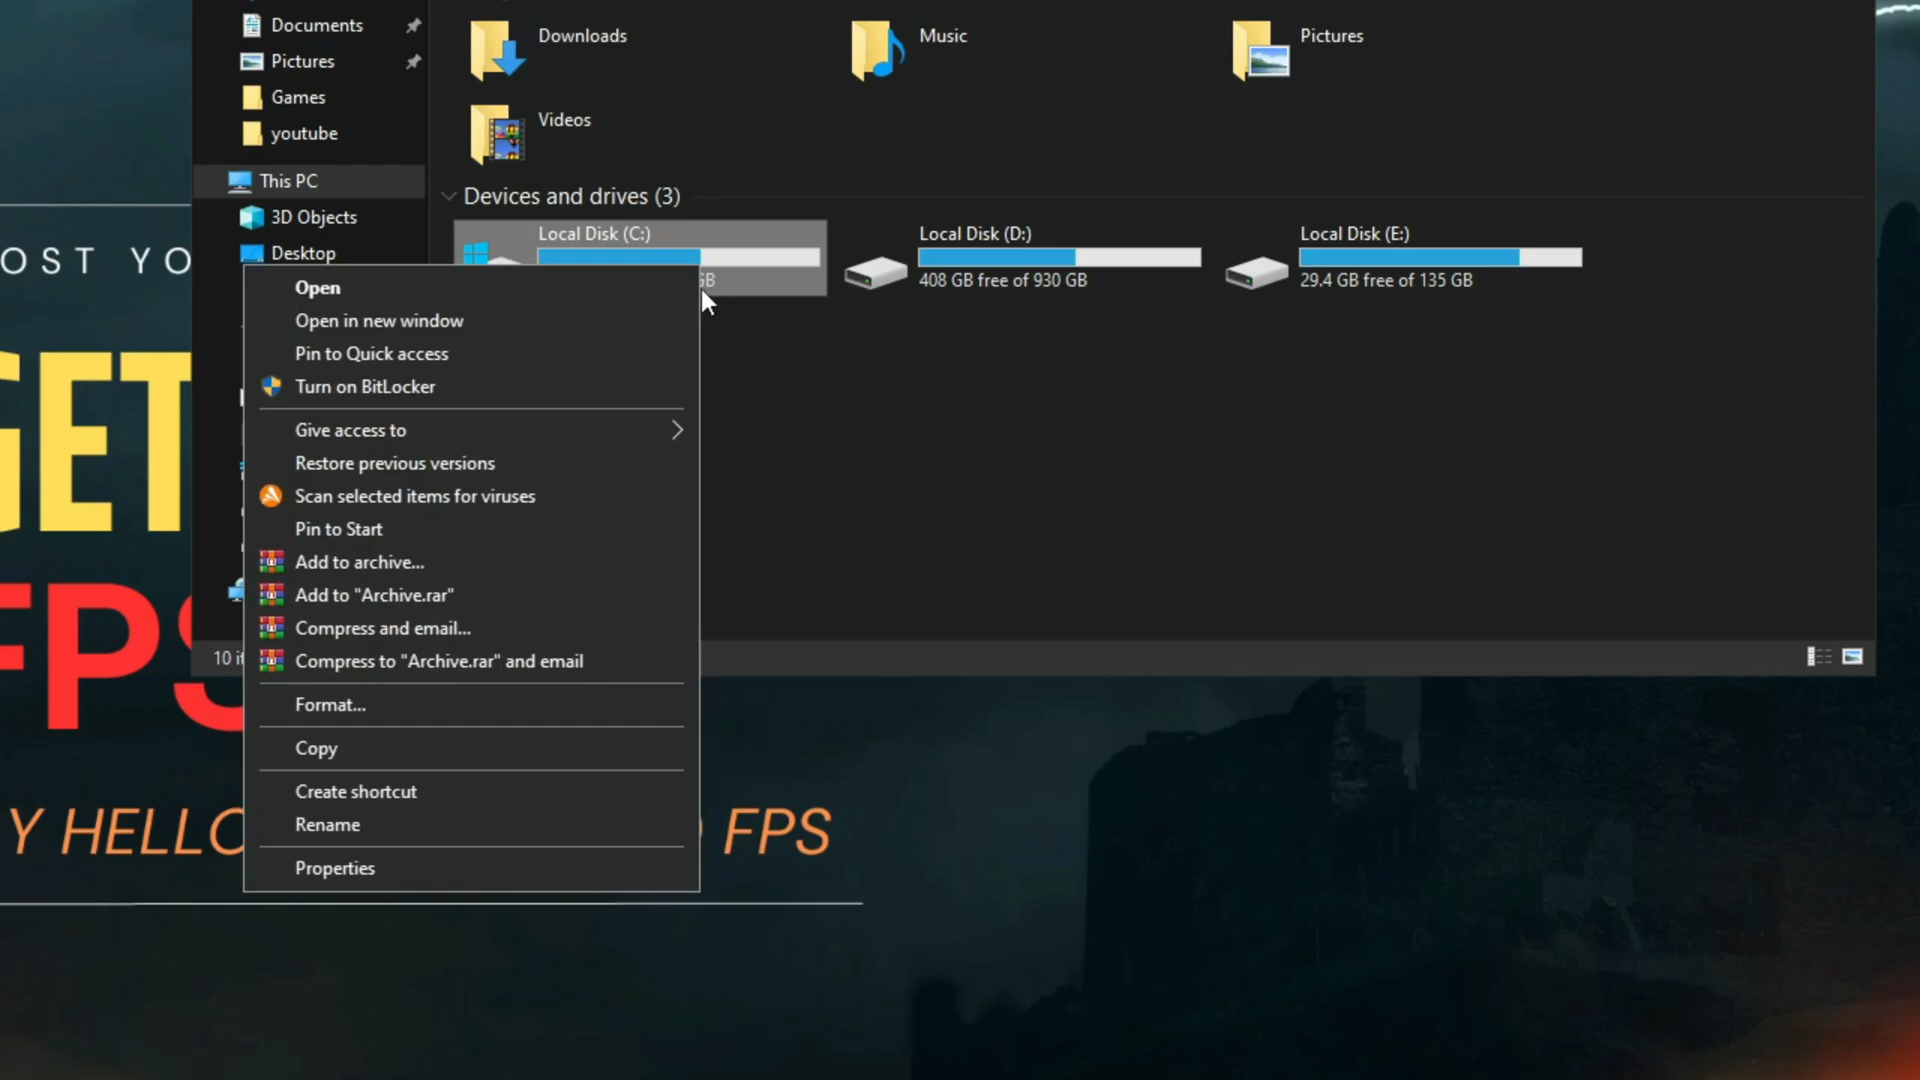 Documents
Pictures
Games
youtube
This PC
3D Objects
Desktop
Downloads
Music
Pictures
Videos
Devices and drives (3)
Local Disk (C:)
GB
Local Disk (D:)
408 GB free of 930 GB
Local Disk (E:)
29.4 GB free of 135 GB
Open
Open in new window
Pin to Quick access
Turn on BitLocker
Give access to
Restore previous versions
Scan selected items for viruses
Pin to Start
Add to archive...
Add to "Archive.rar"
Compress and email...
Compress to "Archive.rar" and email
Format...
Copy
Create shortcut
Rename
Properties
10 it
OST YO
GET
FPS
Y HELLO FPS